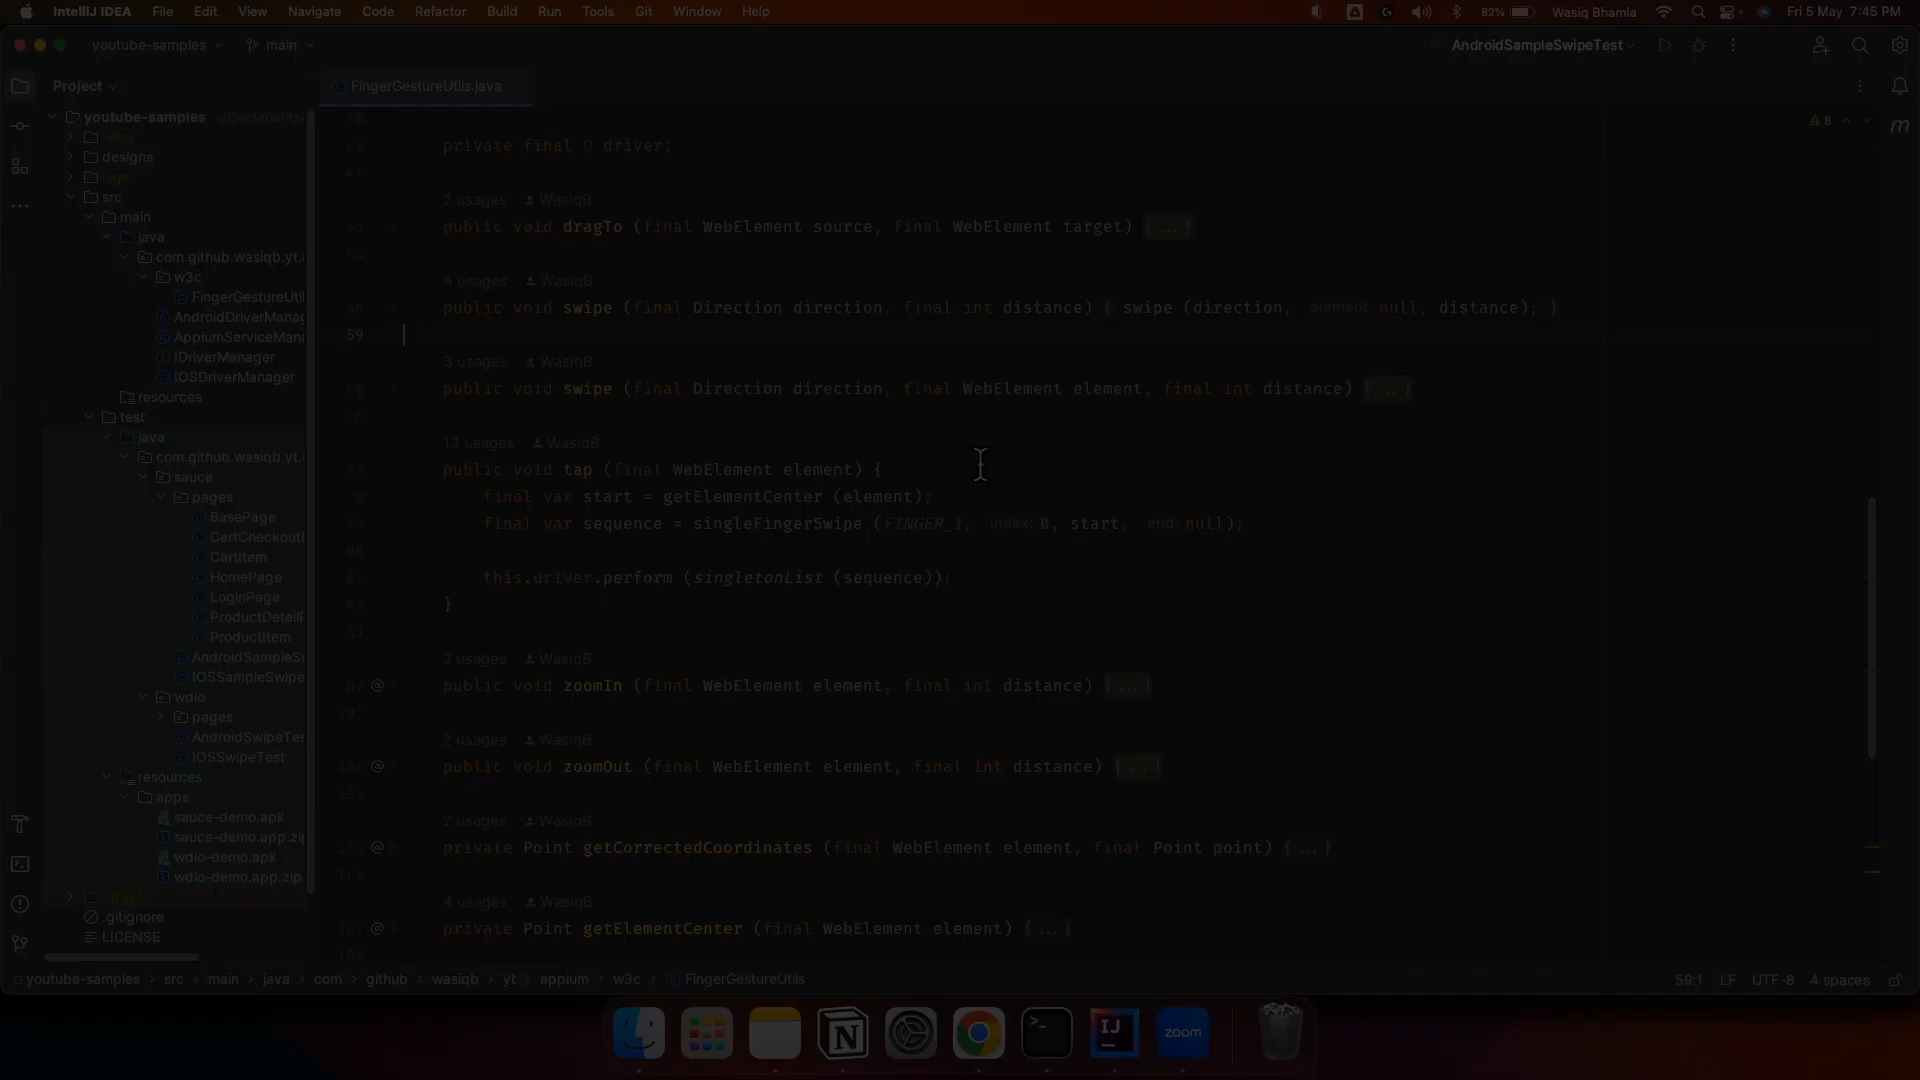 IntelliJ IDEA File Edit View Navigate Code Refactor Build Run Tools Git Window Help 82% Wasiq Bhamla Fri 5 May 7:45 PM
youtube-samples main AndroidSampleSwipeTest
Project FingerGestureUtils.java
youtube-samples ~/Documents 8
.idea
private final D driver;
designs
logs
src
2 usages WasiqB
main
public void dragTo (final WebElement source, final WebElement target) {...}
java
com.github.wasiqb.yt.
w3c
4 usages WasiqB
FingerGestureUtil
public void swipe (final Direction direction, final int distance) { swipe (direction, element: null, distance); }
AndroidDriverManag
AppiumServiceMana
59
IDriverManager
3 usages WasiqB
IOSDriverManager
public void swipe (final Direction direction, final WebElement element, final int distance) {...}
resources
test
java
13 usages WasiqB
com.github.wasiqb.yt.
public void tap (final WebElement element) {
sauce
final var start = getElementCenter (element);
pages
BasePage
final var sequence = singleFingerSwipe (FINGER_1, index: 0, start, end: null);
CartCheckout
CartItem
HomePage
this.driver.perform (singletonList (sequence));
LoginPage
}
ProductDetail
ProductItem
AndroidSampleS
2 usages WasiqB
IOSSampleSwipe
public void zoomIn (final WebElement element, final int distance) {...}
wdio
pages
AndroidSwipeTes
2 usages WasiqB
IOSSwipeTest
public void zoomOut (final WebElement element, final int distance) {...}
resources
apps
sauce-demo.apk
2 usages WasiqB
sauce-demo.app.zip
private Point getCorrectedCoordinates (final WebElement element, final Point point) {...}
wdio-demo.apk
wdio-demo.app.zip
target
4 usages WasiqB
.gitignore
private Point getElementCenter (final WebElement element) {...}
LICENSE
youtube-samples > src > main > java > com > github > wasiqb > yt > appium > w3c > FingerGestureUtils 59:1 LF UTF-8 4 spaces
IJ zoom